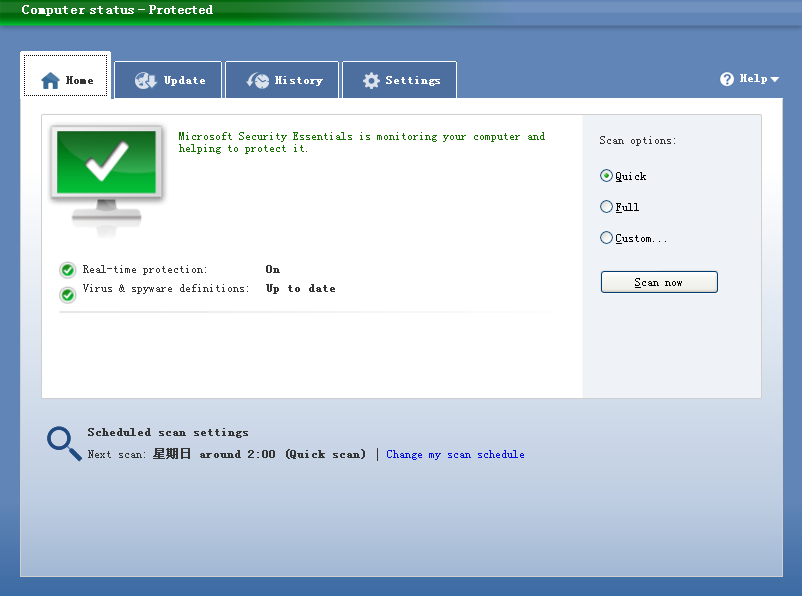 Computer status - Protected
Home
Update
History
Settings
Help
Microsoft Security Essentials is monitoring your computer and
helping to protect it.
Real-time protection: On
Virus & spyware definitions: Up to date
Scan options:
Quick
Full
Custom...
Scan now
Scheduled scan settings
Next scan: 星期日 around 2:00 (Quick scan) | Change my scan schedule